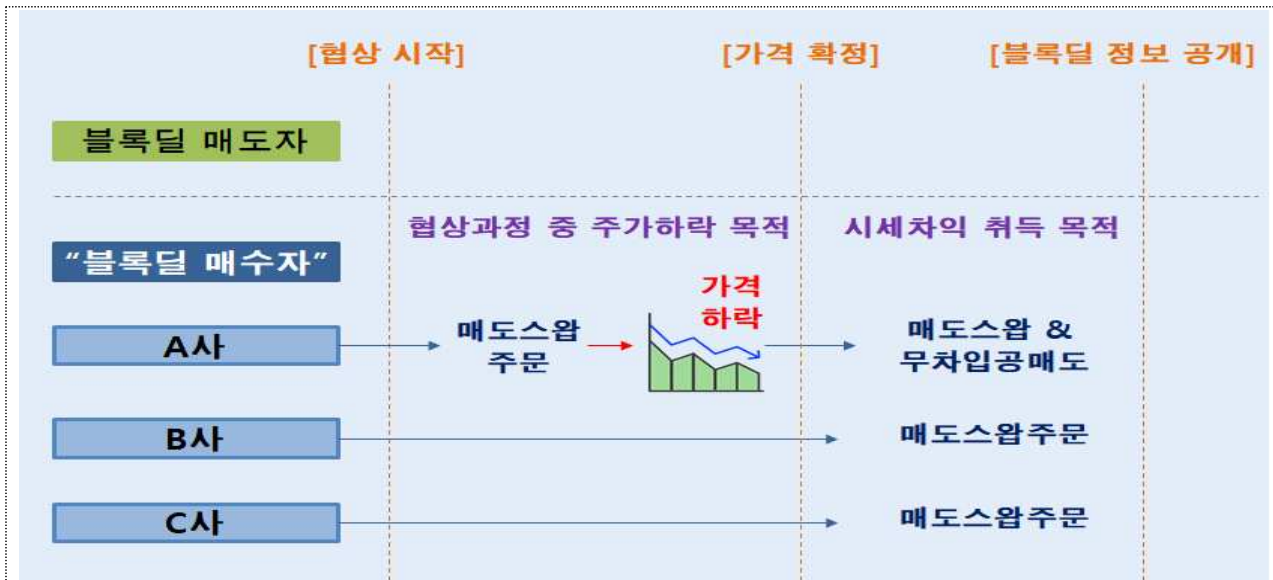 [협상 시작]
[가격 확정]
[블록딜 정보 공개]
블록딜 매도자
협상과정 중 주가하락 목적
시세차익 취득 목적
“블록딜 매수자”
가격
하락
A사
매도스왑
주문
매도스왑 &
무차입공매도
B사
매도스왑주문
C사
매도스왑주문